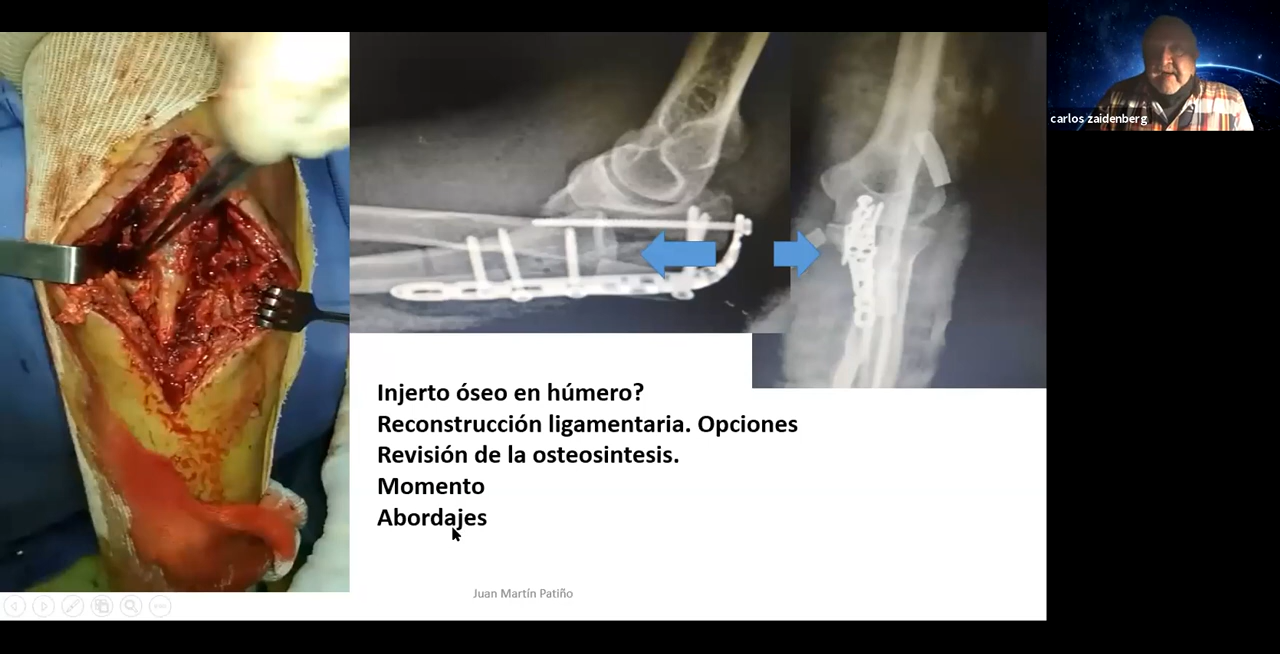 carlos zaidenberg
Injerto óseo en húmero?
Reconstrucción ligamentaria. Opciones
Revisión de la osteosintesis.
Momento
Abordajes
Juan Martín Patiño